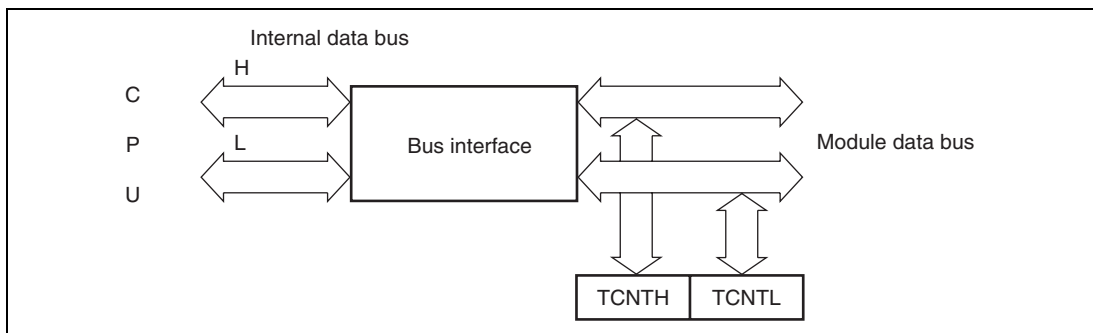 Internal data bus
H
C
P
U
L
Bus interface
Module data bus
TCNTH
TCNTL